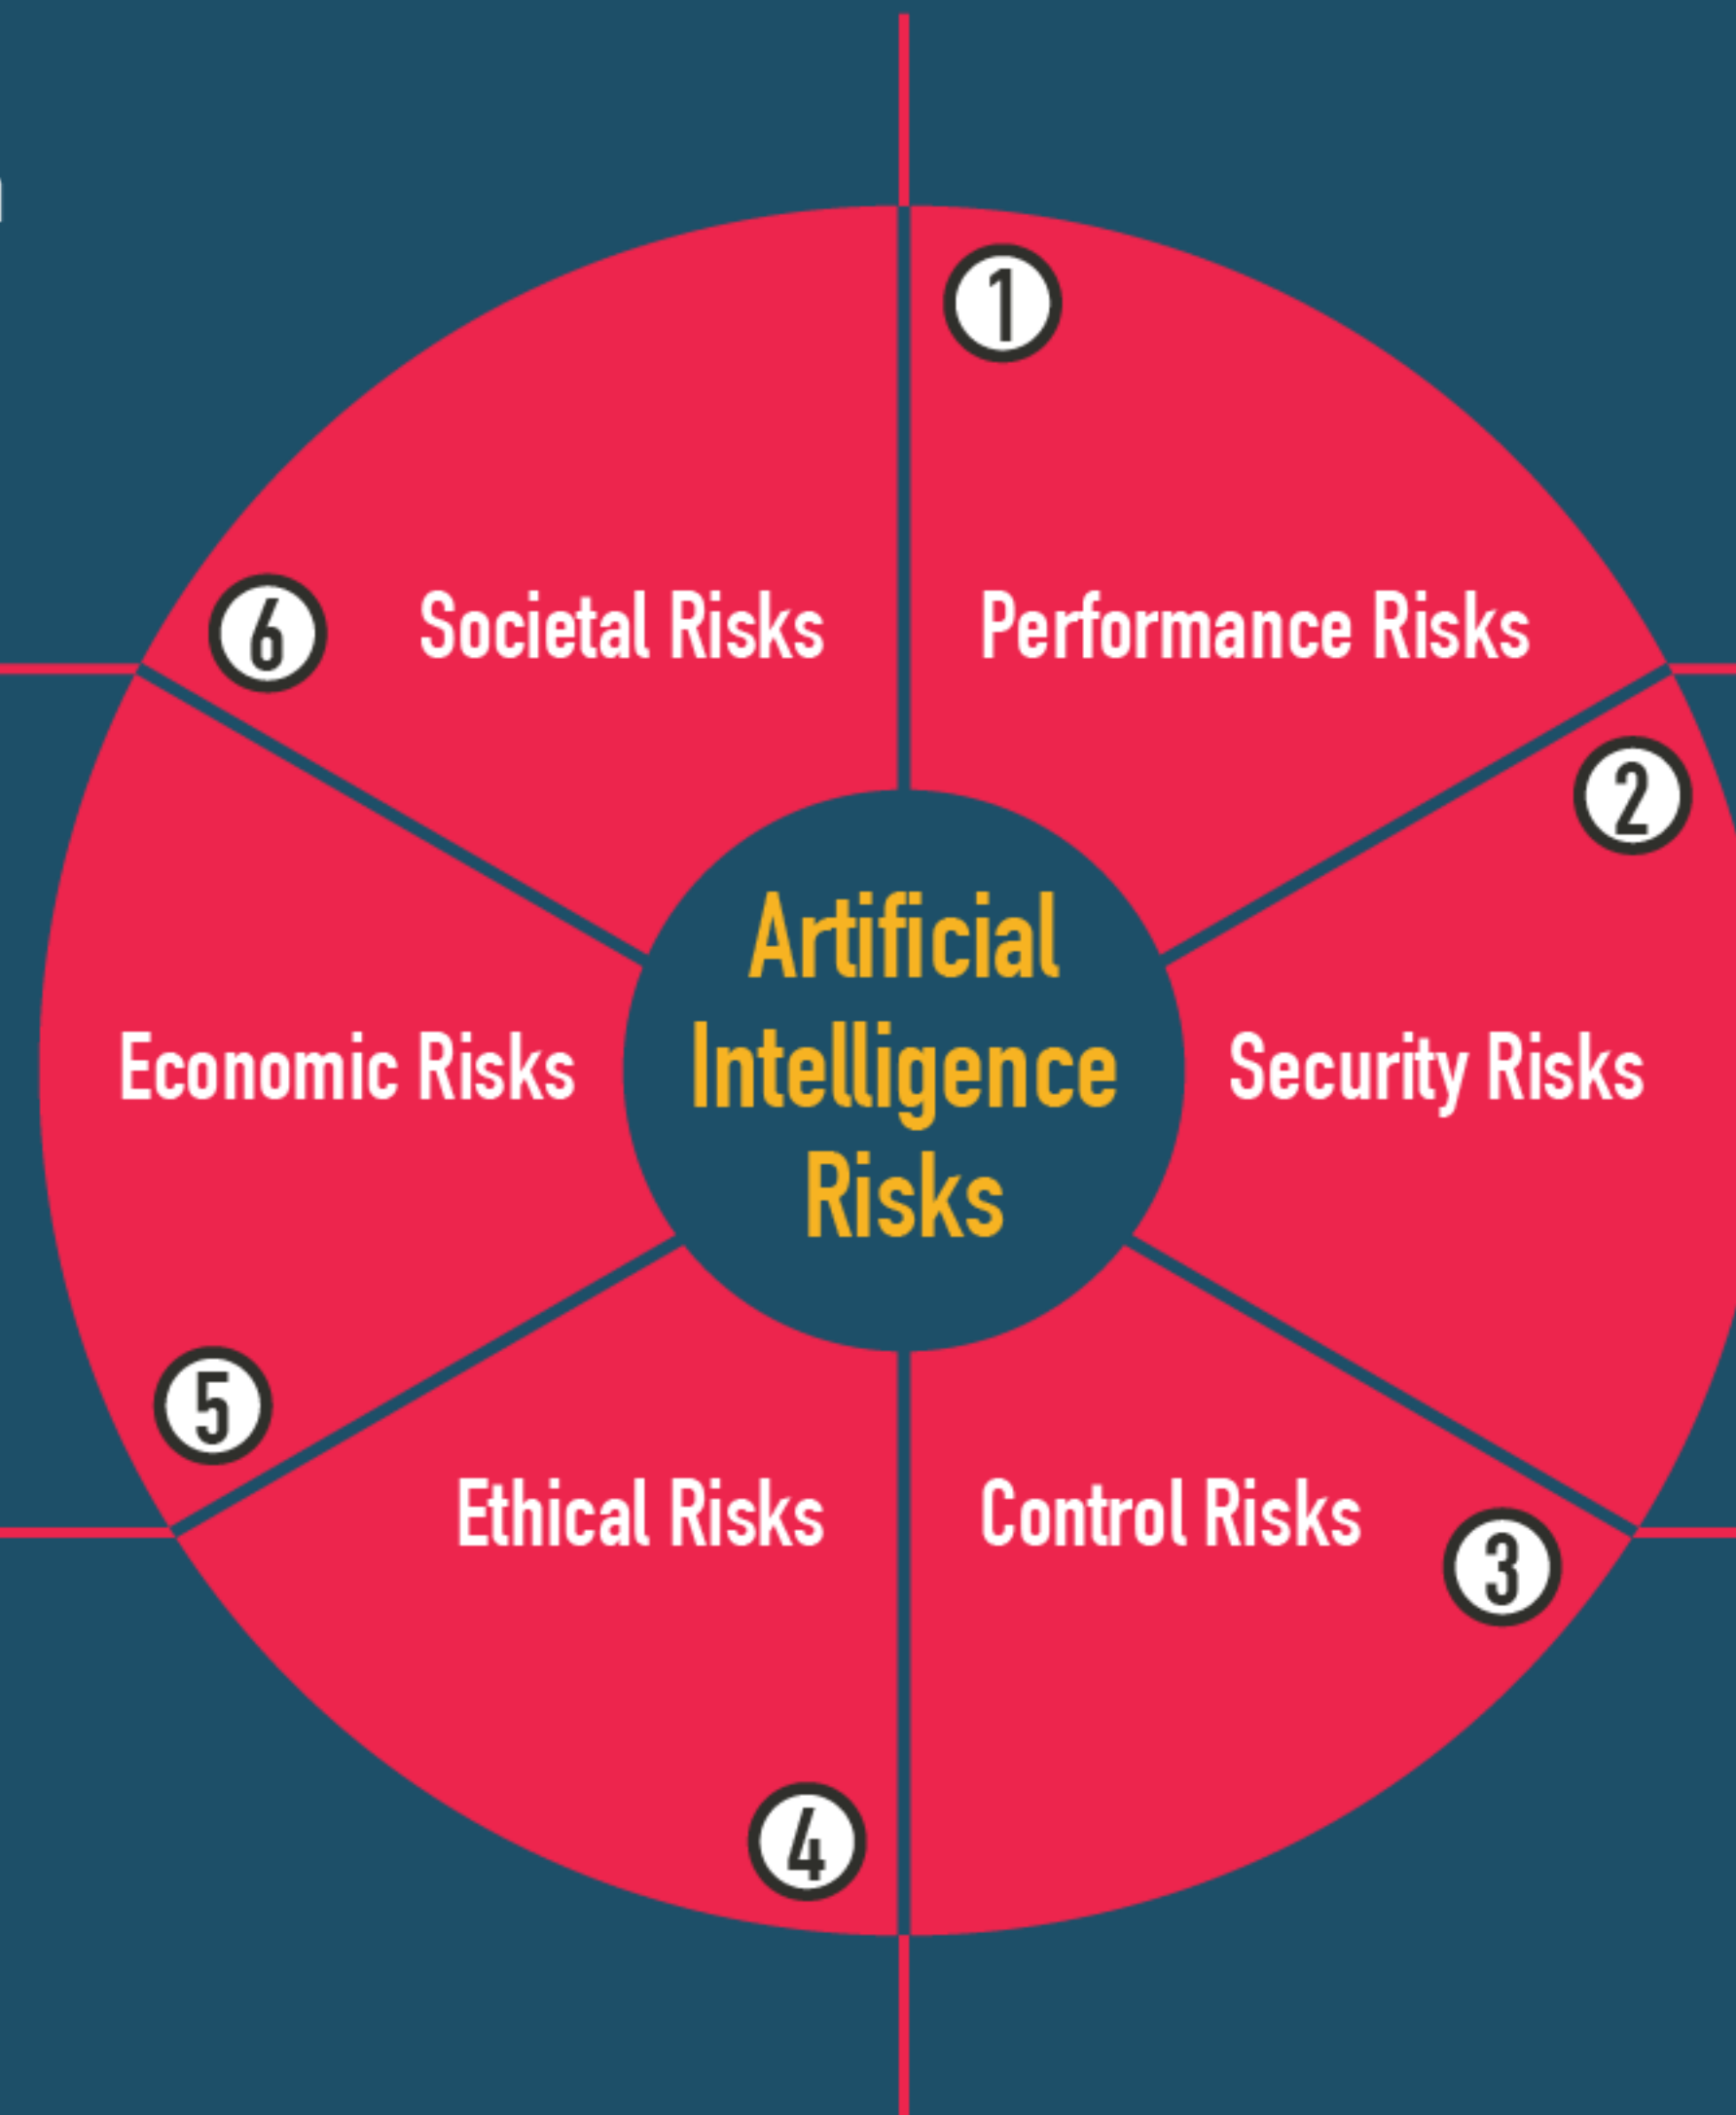 1
6
Societal Risks
Performance Risks
2
Artificial
Intelligence
Risks
Economic Risks
Security Risks
5
Ethical Risks
Control Risks
3
4